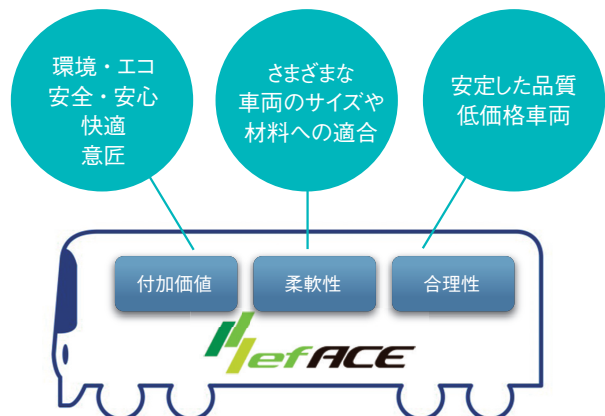 環境・エコ
安全・安心
快適
意匠
さまざまな
車両のサイズや
材料への適合
安定した品質
低価格車両
付加価値
柔軟性
合理性
efACE